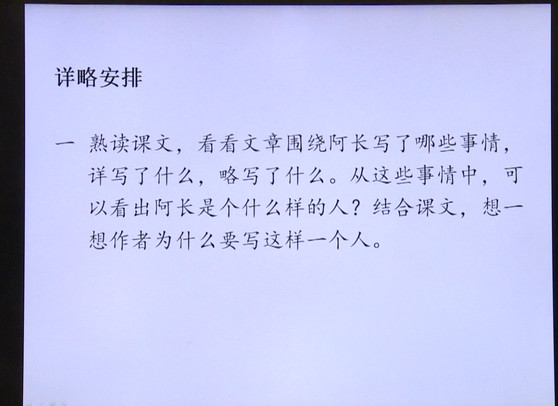 详略安排
一 熟读课文，看看文章围绕阿长写了哪些事情，
详写了什么，略写了什么。从这些事情中，可
以看出阿长是个什么样的人？结合课文，想一
想作者为什么要写这样一个人。